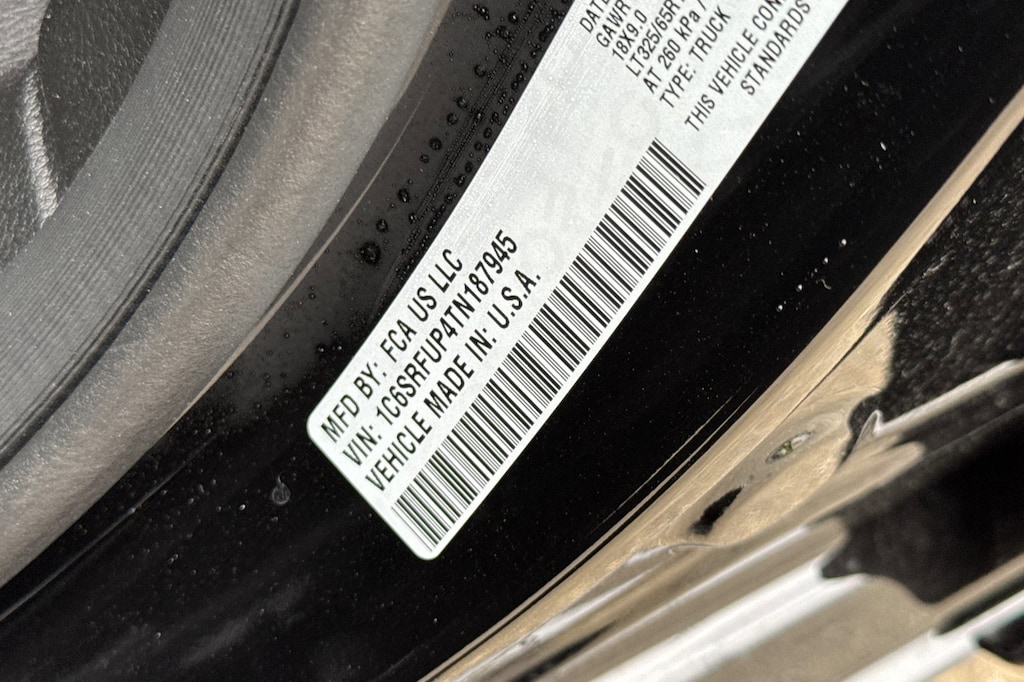 MFD BY: FCA US LLC
VIN: 1C6SRFUP4TN187945
VEHICLE MADE IN: U.S.A.
DATE
GAWR
18X9.0
LT325/65R
AT 260 kPa /
TYPE: TRUCK
THIS VEHICLE CON
STANDARDS